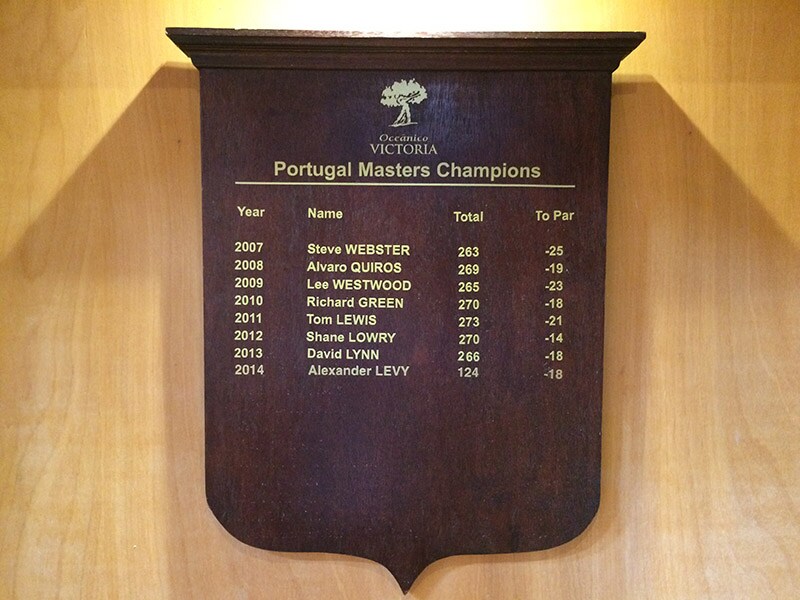 Oceânico
VICTORIA
Portugal Masters Champions
Year Name Total To Par
2007 Steve WEBSTER 263 -25
2008 Alvaro QUIROS 269 -19
2009 Lee WESTWOOD 265 -23
2010 Richard GREEN 270 -18
2011 Tom LEWIS 273 -21
2012 Shane LOWRY 270 -14
2013 David LYNN 266 -18
2014 Alexander LEVY 124 -18